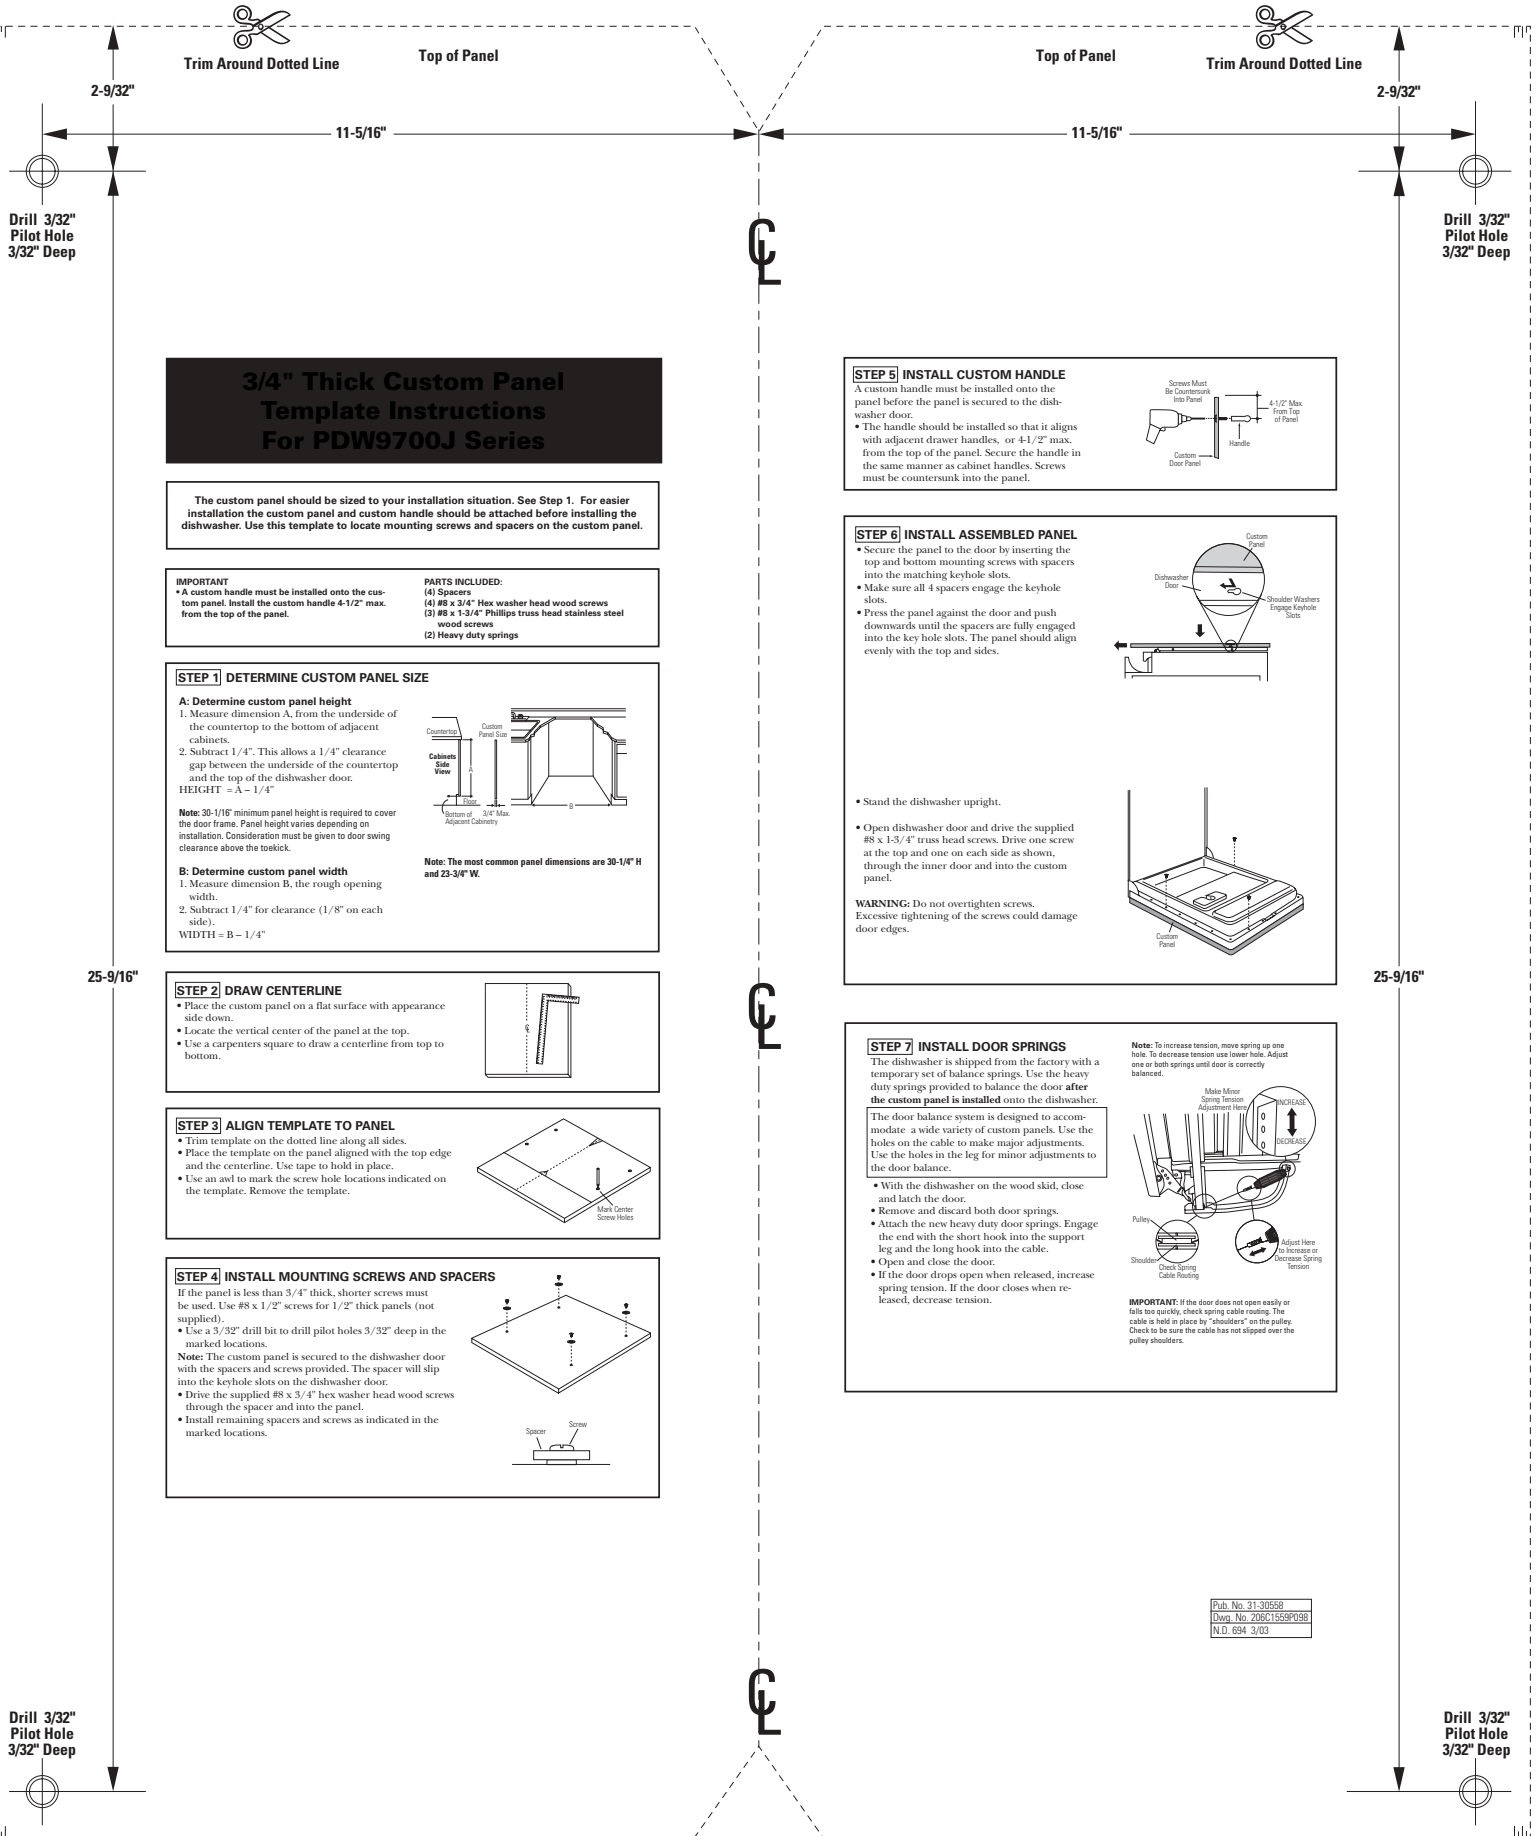 Trim Around Dotted Line
Top of Panel
Top of Panel
Trim Around Dotted Line
2-9/32"
2-9/32"
11-5/16"
11-5/16"
Drill 3/32"
Pilot Hole
3/32" Deep
Drill 3/32"
Pilot Hole
3/32" Deep
CL
3/4" Thick Custom Panel
Template Instructions
For PDW9700J Series
The custom panel should be sized to your installation situation. See Step 1. For easier
installation the custom panel and custom handle should be attached before installing the
dishwasher. Use this template to locate mounting screws and spacers on the custom panel.
IMPORTANT
• A custom handle must be installed onto the cus-
tom panel. Install the custom handle 4-1/2" max.
from the top of the panel.
PARTS INCLUDED:
(4) Spacers
(4) #8 x 3/4" Hex washer head wood screws
(3) #8 x 1-3/4" Phillips truss head stainless steel
wood screws
(2) Heavy duty springs
STEP 1 DETERMINE CUSTOM PANEL SIZE
A: Determine custom panel height
1. Measure dimension A, from the underside of
the countertop to the bottom of adjacent
cabinets.
2. Subtract 1/4". This allows a 1/4" clearance
gap between the underside of the countertop
and the top of the dishwasher door.
HEIGHT = A – 1/4"
Note: 30-1/16" minimum panel height is required to cover
the door frame. Panel height varies depending on
installation. Consideration must be given to door swing
clearance above the toekick.
B: Determine custom panel width
1. Measure dimension B, the rough opening
width.
2. Subtract 1/4" for clearance (1/8" on each
side).
WIDTH = B – 1/4"
Countertop
Custom
Panel Size
Cabinets
Side
View
A
Floor
B
Bottom of
Adjacent Cabinetry
3/4" Max.
Note: The most common panel dimensions are 30-1/4" H
and 23-3/4" W.
25-9/16"
STEP 2 DRAW CENTERLINE
• Place the custom panel on a flat surface with appearance
side down.
• Locate the vertical center of the panel at the top.
• Use a carpenters square to draw a centerline from top to
bottom.
CL
STEP 3 ALIGN TEMPLATE TO PANEL
• Trim template on the dotted line along all sides.
• Place the template on the panel aligned with the top edge
and the centerline. Use tape to hold in place.
• Use an awl to mark the screw hole locations indicated on
the template. Remove the template.
Mark Center
Screw Holes
STEP 4 INSTALL MOUNTING SCREWS AND SPACERS
If the panel is less than 3/4" thick, shorter screws must
be used. Use #8 x 1/2" screws for 1/2" thick panels (not
supplied).
• Use a 3/32" drill bit to drill pilot holes 3/32" deep in the
marked locations.
Note: The custom panel is secured to the dishwasher door
with the spacers and screws provided. The spacer will slip
into the keyhole slots on the dishwasher door.
• Drive the supplied #8 x 3/4" hex washer head wood screws
through the spacer and into the panel.
• Install remaining spacers and screws as indicated in the
marked locations.
Spacer
Screw
CL
STEP 5 INSTALL CUSTOM HANDLE
A custom handle must be installed onto the
panel before the panel is secured to the dish-
washer door.
• The handle should be installed so that it aligns
with adjacent drawer handles, or 4-1/2" max.
from the top of the panel. Secure the handle in
the same manner as cabinet handles. Screws
must be countersunk into the panel.
Screws Must
Be Countersunk
Into Panel
4-1/2" Max.
From Top
of Panel
Handle
Custom
Door Panel
STEP 6 INSTALL ASSEMBLED PANEL
• Secure the panel to the door by inserting the
top and bottom mounting screws with spacers
into the matching keyhole slots.
• Make sure all 4 spacers engage the keyhole
slots.
• Press the panel against the door and push
downwards until the spacers are fully engaged
into the key hole slots. The panel should align
evenly with the top and sides.
Custom
Panel
Dishwasher
Door
Shoulder Washers
Engage Keyhole
Slots
• Stand the dishwasher upright.
• Open dishwasher door and drive the supplied
#8 x 1-3/4" truss head screws. Drive one screw
at the top and one on each side as shown,
through the inner door and into the custom
panel.
WARNING: Do not overtighten screws.
Excessive tightening of the screws could damage
door edges.
Custom
Panel
25-9/16"
STEP 7 INSTALL DOOR SPRINGS
The dishwasher is shipped from the factory with a
temporary set of balance springs. Use the heavy
duty springs provided to balance the door after
the custom panel is installed onto the dishwasher.
The door balance system is designed to accom-
modate a wide variety of custom panels. Use the
holes on the cable to make major adjustments.
Use the holes in the leg for minor adjustments to
the door balance.
• With the dishwasher on the wood skid, close
and latch the door.
• Remove and discard both door springs.
• Attach the new heavy duty door springs. Engage
the end with the short hook into the support
leg and the long hook into the cable.
• Open and close the door.
• If the door drops open when released, increase
spring tension. If the door closes when re-
leased, decrease tension.
Note: To increase tension, move spring up one
hole. To decrease tension use lower hole. Adjust
one or both springs until door is correctly
balanced.
Make Minor
Spring Tension
Adjustment Here
INCREASE
DECREASE
Pulley
Shoulder
Check Spring
Cable Routing
Adjust Here
to Increase or
Decrease Spring
Tension
IMPORTANT: If the door does not open easily or
falls too quickly, check spring cable routing. The
cable is held in place by "shoulders" on the pulley.
Check to be sure the cable has not slipped over the
pulley shoulders.
Pub. No. 31-30558
Dwg. No. 206C1559P098
N.D. 694 3/03
CL
Drill 3/32"
Pilot Hole
3/32" Deep
Drill 3/32"
Pilot Hole
3/32" Deep